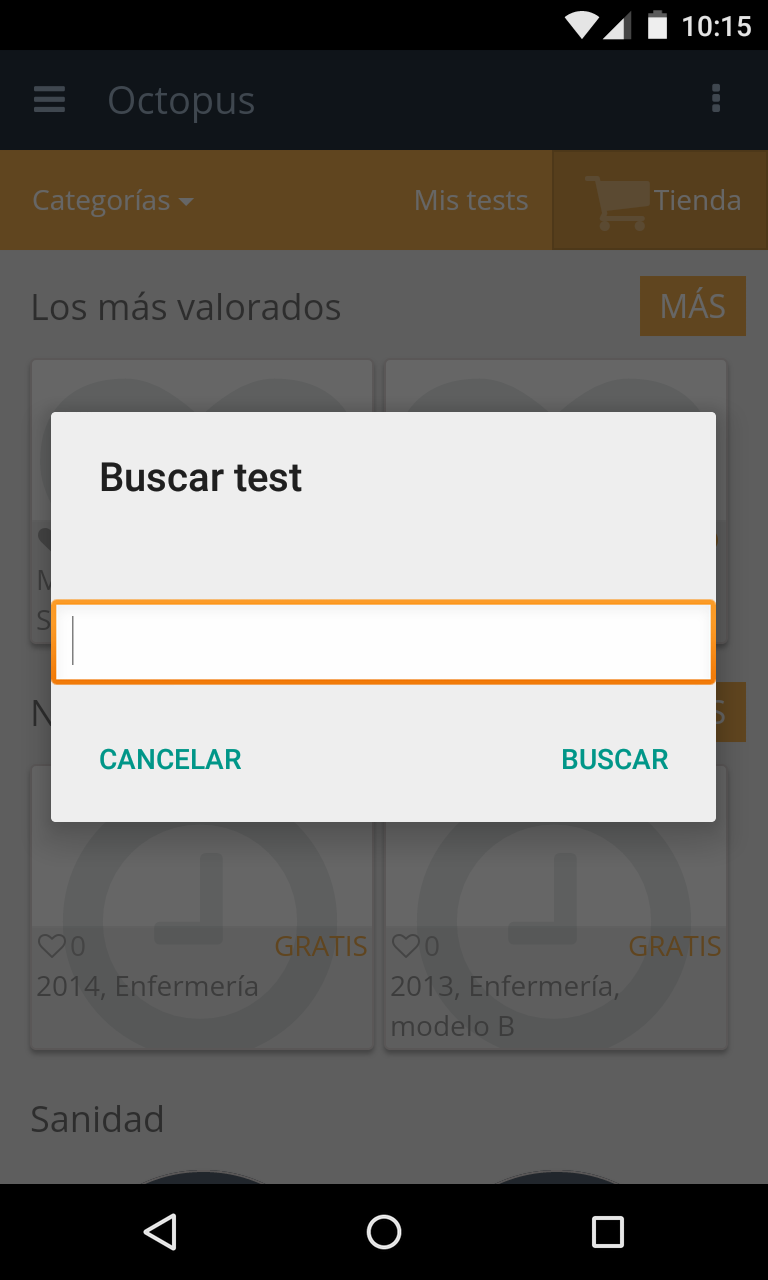 10:15
Octopus
Categorías
Mis tests
Tienda
Los más valorados
MÁS
Buscar test
CANCELAR
BUSCAR
0
GRATIS
0
GRATIS
2014, Enfermería
2013, Enfermería,
modelo B
Sanidad